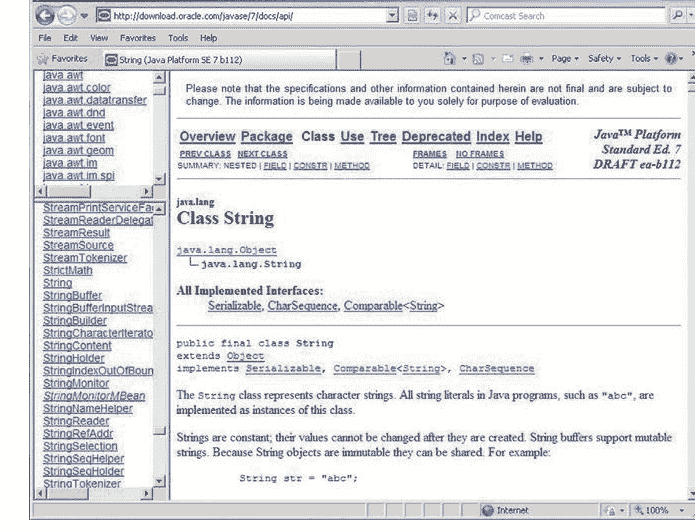 http://download.oracle.com/javase/7/docs/api/
Comcast Search
File Edit View Favorites Tools Help
Favorites
String (Java Platform SE 7 b112)
Page Safety Tools
java.awt
java.awt.color
java.awt.datatransfer
java.awt.dnd
java.awt.event
java.awt.font
java.awt.geom
java.awt.im
java.awt.im.spi
StreamPrintServiceFa
StreamReaderDelegat
StreamResult
StreamSource
StreamTokenizer
StrictMath
String
StringBuffer
StringBufferInputStrea
StringBuilder
StringCharacterIterato
StringContent
StringHolder
StringIndexOutOfBoun
StringMonitor
StringMonitorMBean
StringNameHelper
StringReader
StringRefAddr
StringSelection
StringSeqHelper
StringSeqHolder
StringTokenizer
Please note that the specifications and other information contained herein are not final and are subject to
change. The information is being made available to you solely for purpose of evaluation.
Overview Package Class Use Tree Deprecated Index Help
Java™ Platform
Standard Ed. 7
DRAFT ea-b112
PREV CLASS NEXT CLASS
FRAMES NO FRAMES
SUMMARY: NESTED | FIELD | CONSTR | METHOD
DETAIL: FIELD | CONSTR | METHOD
java.lang
Class String
java.lang.Object
java.lang.String
All Implemented Interfaces:
Serializable, CharSequence, Comparable<String>
public final class String
extends Object
implements Serializable, Comparable<String>, CharSequence
The String class represents character strings. All string literals in Java programs, such as "abc", are
implemented as instances of this class.
Strings are constant; their values cannot be changed after they are created. String buffers support mutable
strings. Because String objects are immutable they can be shared. For example:
String str = "abc";
Internet
100%